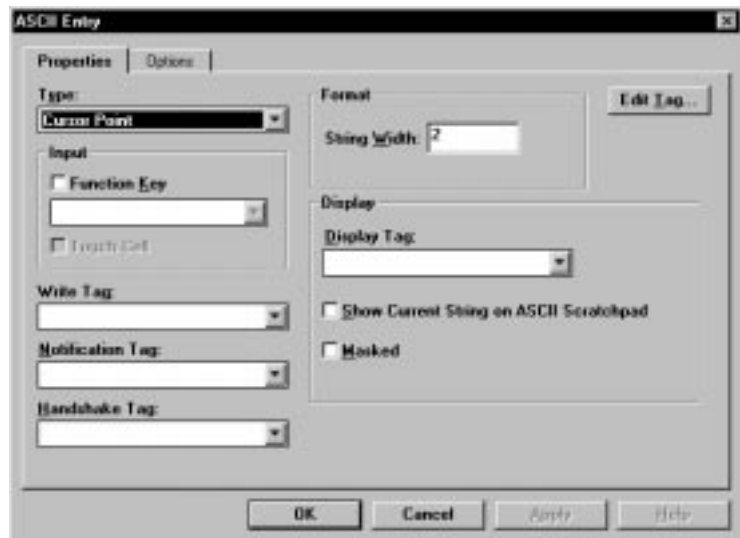 ASCII Entry
Properties
Options
Type:
Cursor Point
Input
Function Key
Touch Cell
Write Tag:
Notification Tag:
Handshake Tag:
Format
String Width: 2
Edit Tag...
Display
Display Tag:
Show Current String on ASCII Scratchpad
Masked
OK
Cancel
Apply
Help